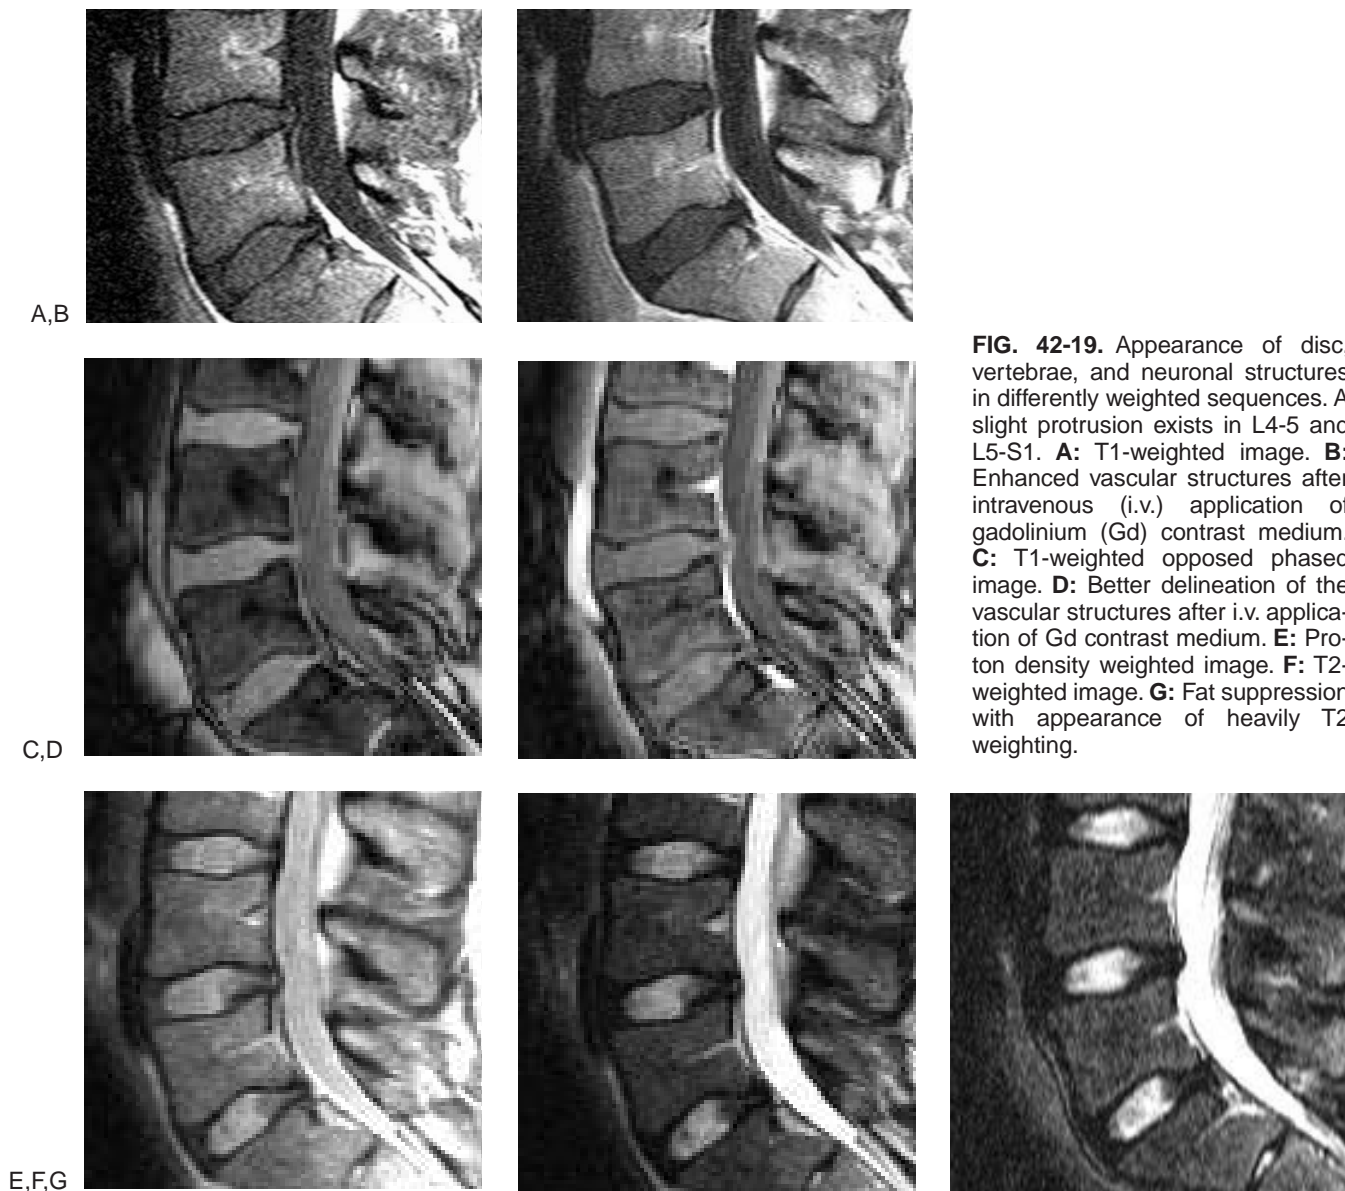 A,B
FIG. 42-19. Appearance of disc,
vertebrae, and neuronal structures
in differently weighted sequences. A
slight protrusion exists in L4-5 and
L5-S1. A: T1-weighted image. B:
Enhanced vascular structures after
intravenous (i.v.) application of
gadolinium (Gd) contrast medium.
C: T1-weighted opposed phased
image. D: Better delineation of the
vascular structures after i.v. applica-
tion of Gd contrast medium. E: Pro-
ton density weighted image. F: T2-
weighted image. G: Fat suppression
with appearance of heavily T2
weighting.
C,D
E,F,G